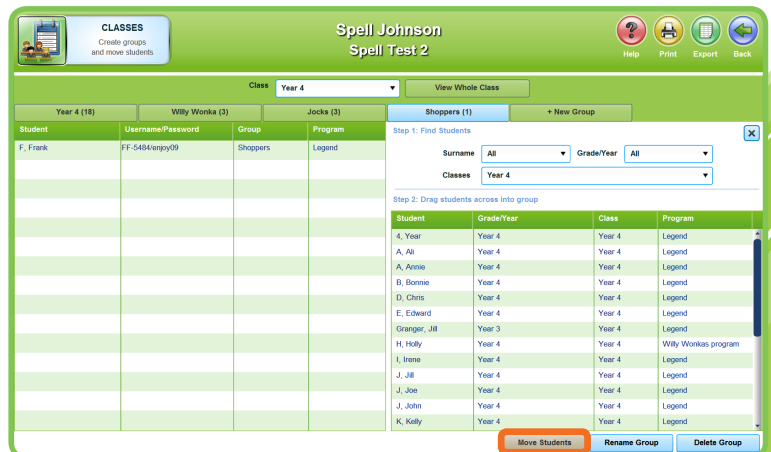 CLASSES
Create groups
and move students
Spell Johnson
Spell Test 2
Help Print Export Back
Class Year 4 View Whole Class
Year 4 (18) Willy Wonka (3) Jocks (3) Shoppers (1) + New Group
Student Username/Password Group Program
F, Frank FF-5484/enjoy09 Shoppers Legend
Step 1: Find Students
Surname All Grade/Year All
Classes Year 4
Step 2: Drag students across into group
Student Grade/Year Class Program
4, Year Year 4 Year 4 Legend
A, Ali Year 4 Year 4 Legend
A, Annie Year 4 Year 4 Legend
B, Bonnie Year 4 Year 4 Legend
D, Chris Year 4 Year 4 Legend
E, Edward Year 4 Year 4 Legend
Granger, Jill Year 3 Year 4 Legend
H, Holly Year 4 Year 4 Willy Wonkas program
I, Irene Year 4 Year 4 Legend
J, Jill Year 4 Year 4 Legend
J, Joe Year 4 Year 4 Legend
J, John Year 4 Year 4 Legend
K, Kelly Year 4 Year 4 Legend
Move Students Rename Group Delete Group